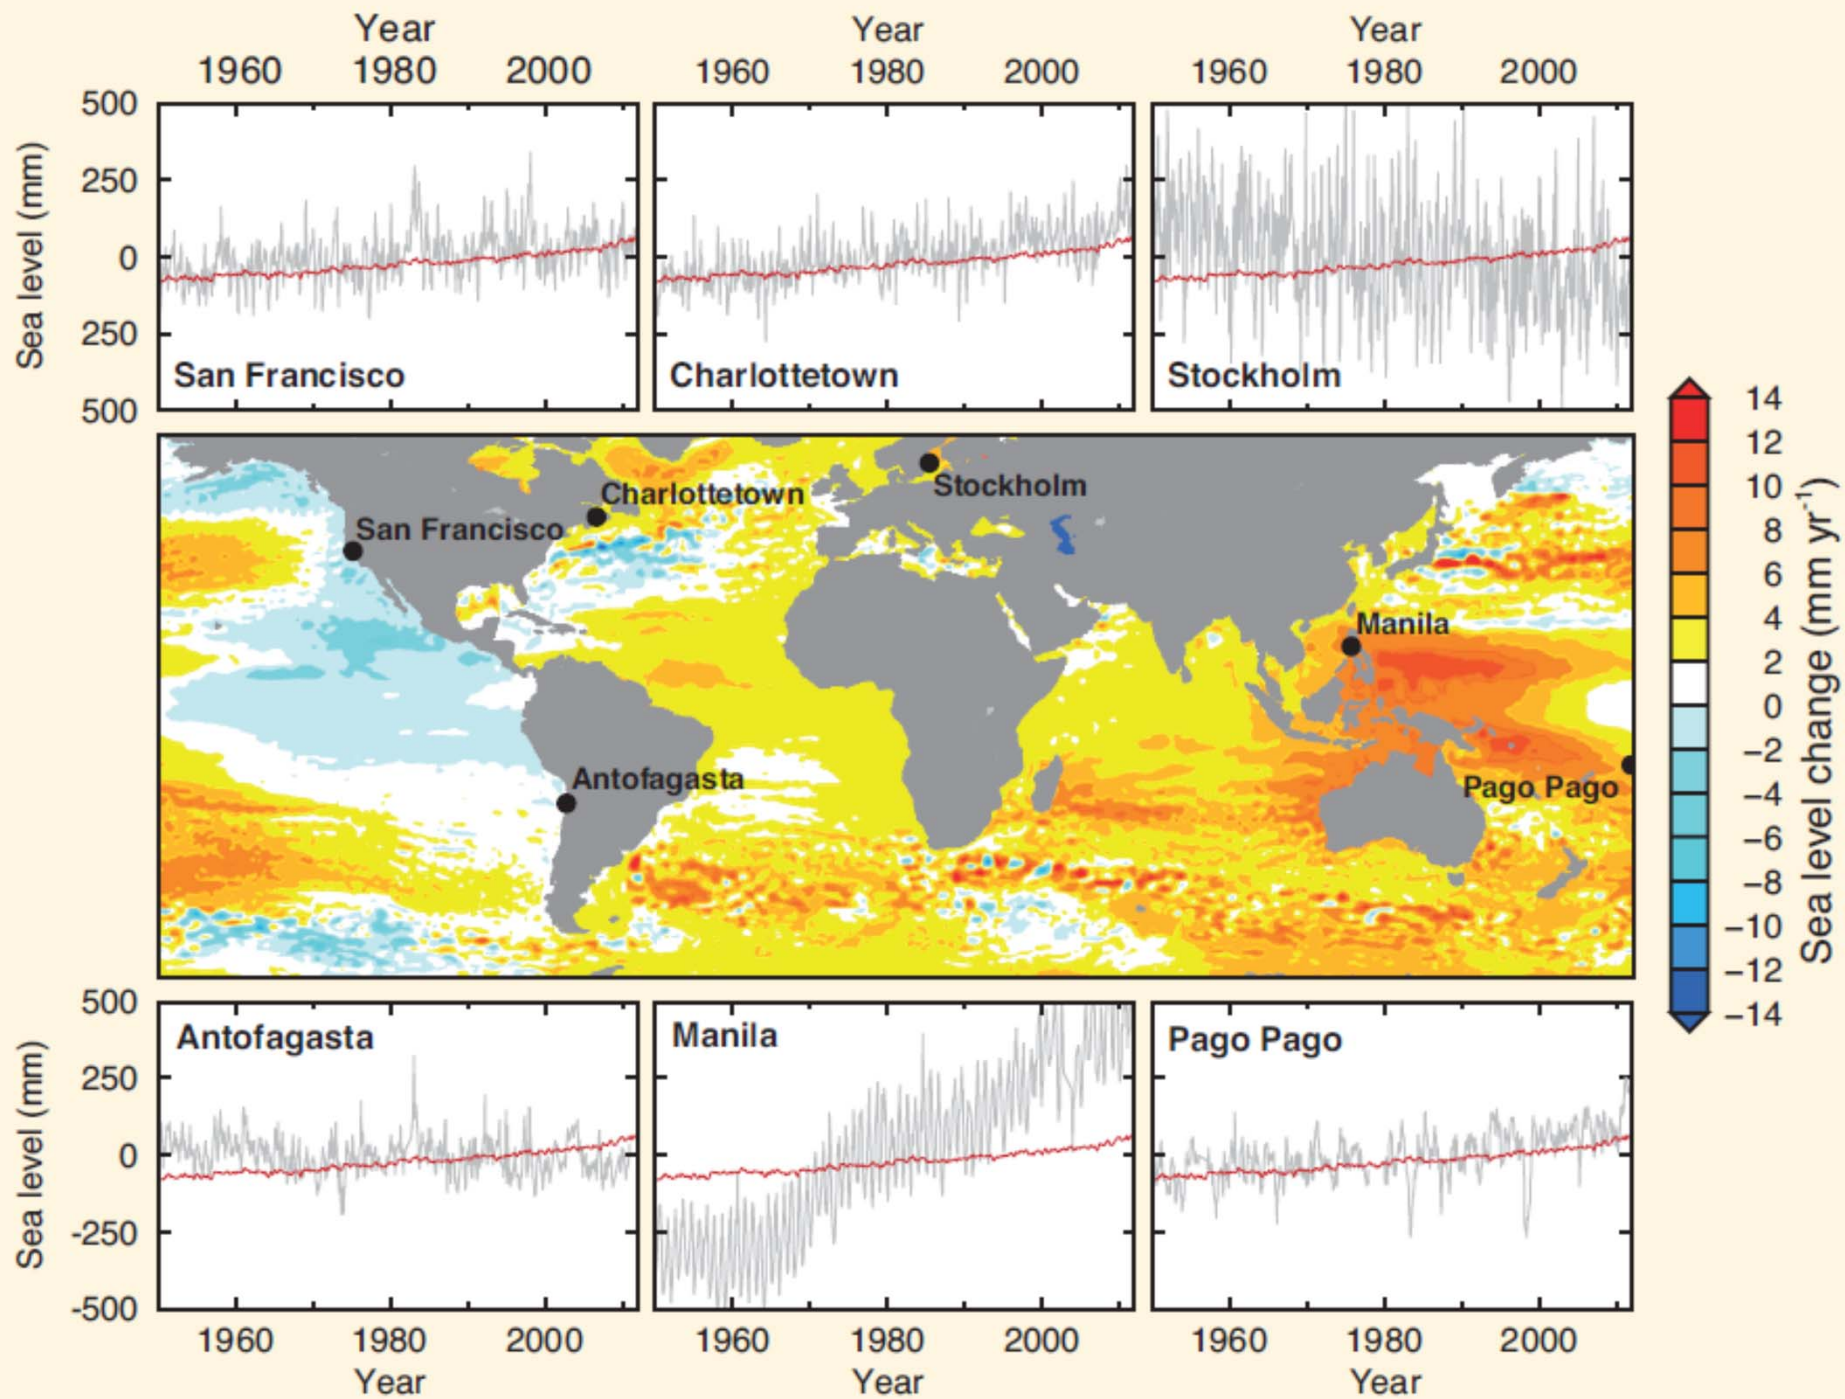 Year Year Year
1960 1980 2000 1960 1980 2000 1960 1980 2000
500
250
0
250
500
Sea level (mm)
San Francisco
Charlottetown
Stockholm
Charlottetown
Stockholm
San Francisco
Manila
Antofagasta
Pago Pago
14
12
10
8
6
4
2
0
−2
−4
−6
−8
−10
−12
−14
Sea level change (mm yr-1)
500
250
0
-250
-500
Sea level (mm)
Antofagasta
Manila
Pago Pago
1960 1980 2000 1960 1980 2000 1960 1980 2000
Year Year Year